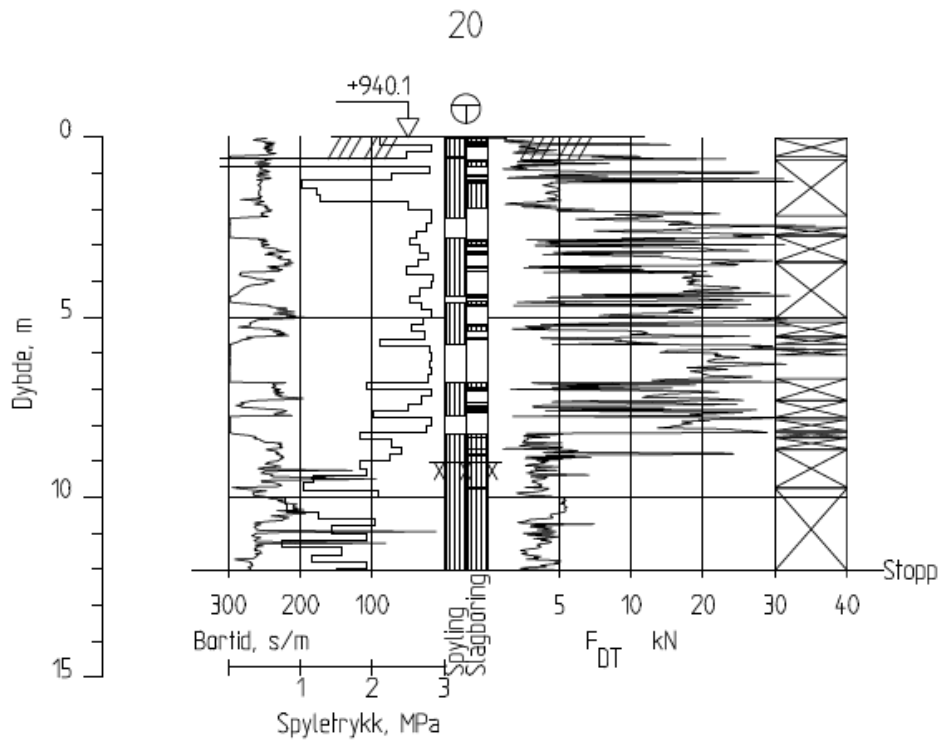 20
+940.1
0
5
10
15
Dybde, m
Stopp
300 200 100 5 10 20 30 40
Bortid, s/m
Spyling
Slagboring
F_DT kN
1 2 3
Spyletrykk, MPa